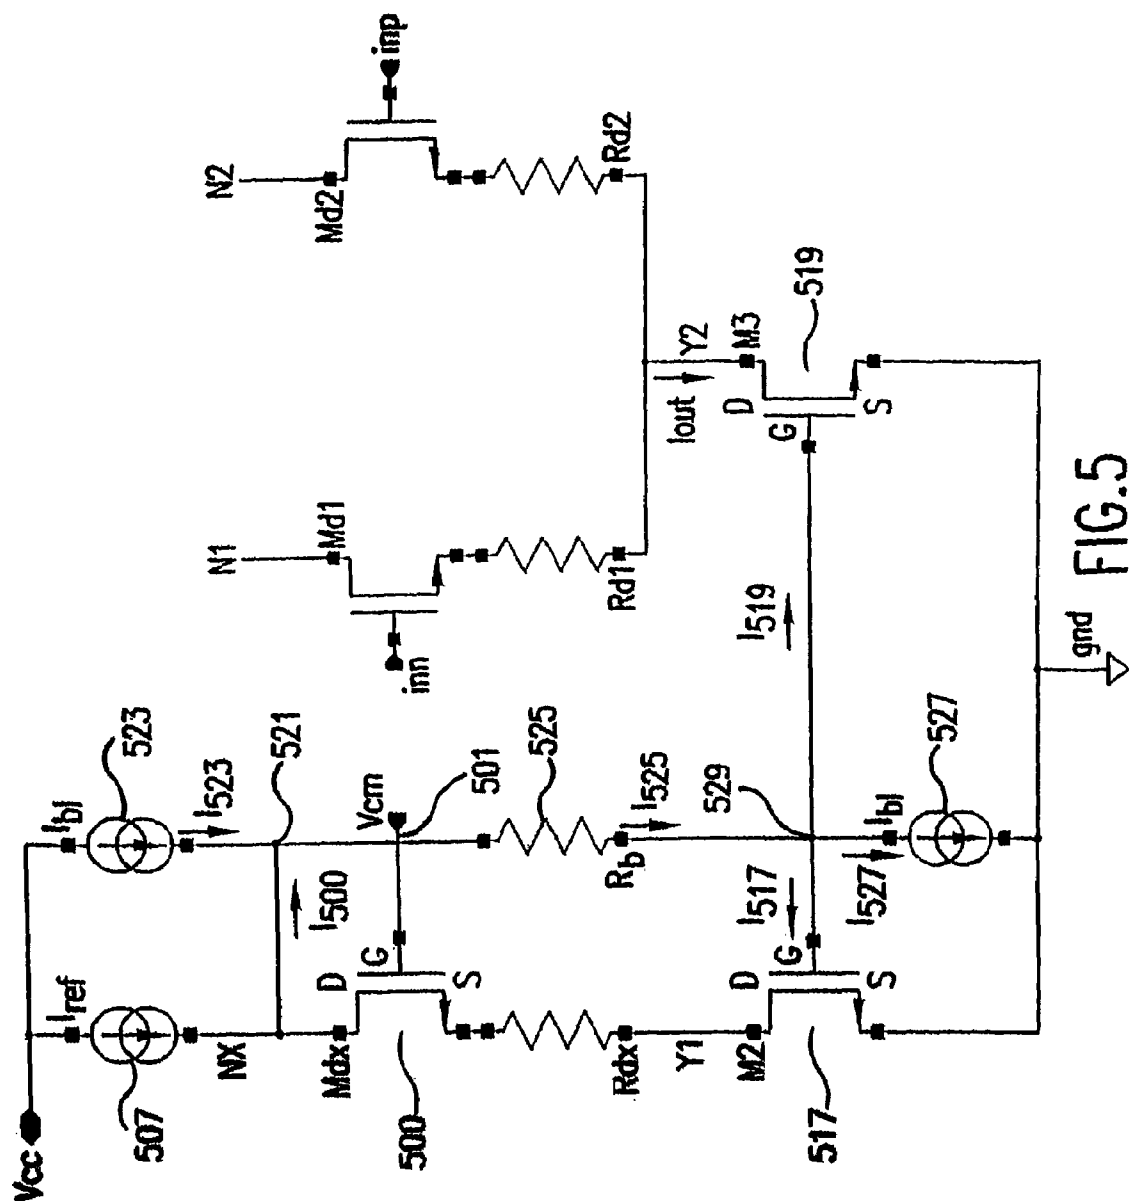 Vcc
Iref
507
NX
Ibl
523
I523
521
I500
Mdx
D
G
S
500
Vcm
501
525
Rb
I525
Rdx
Y1
M2
D
G
S
517
I517
529
Ibl
I527
527
I519
N1
Md1
inn
Rd1
N2
Md2
inp
Rd2
Iout
Y2
M3
D
G
S
519
gnd
FIG.5